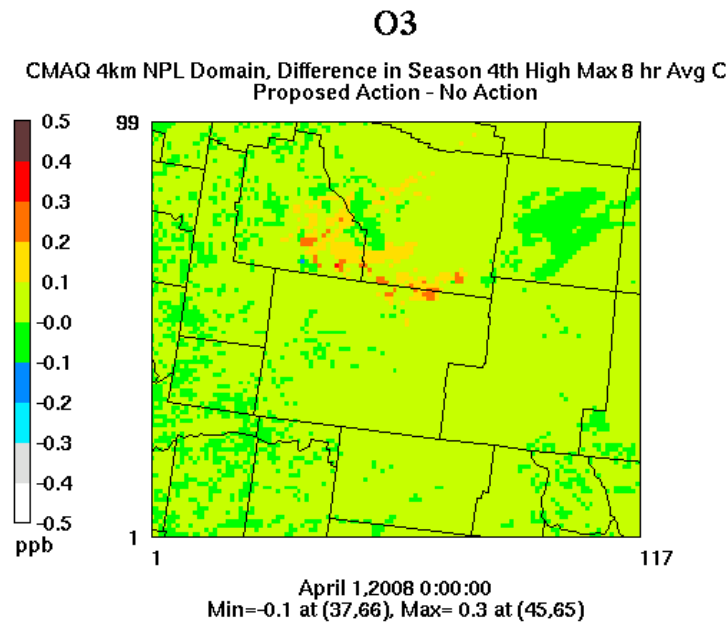 O3
CMAQ 4km NPL Domain, Difference in Season 4th High Max 8 hr Avg C
Proposed Action - No Action
0.5
0.4
0.3
0.2
0.1
-0.0
-0.1
-0.2
-0.3
-0.4
-0.5
ppb
99
1
1
117
April 1,2008 0:00:00
Min=-0.1 at (37,66), Max= 0.3 at (45,65)